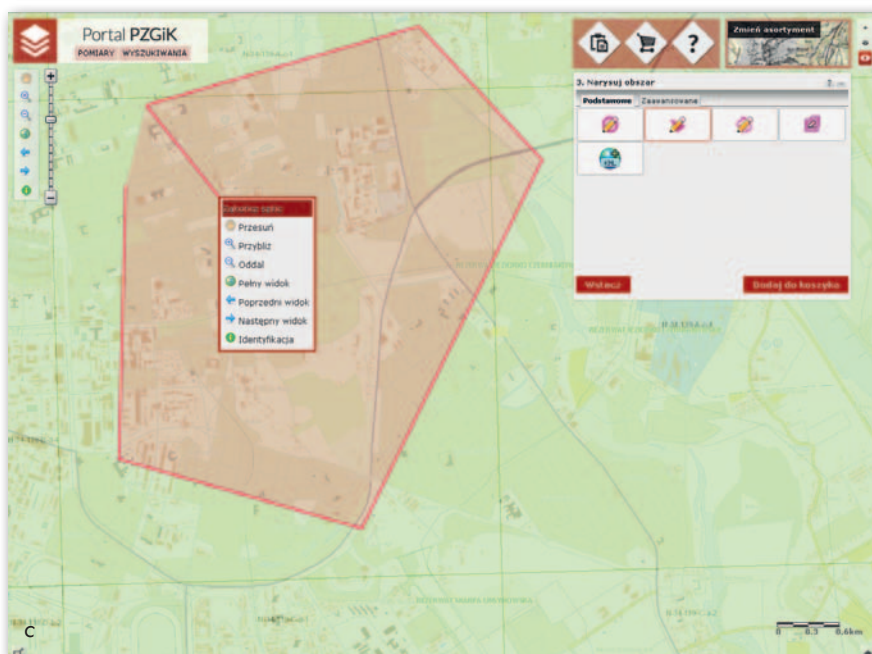 Portal PZGiK
POMIARY WYSZUKIWANIA
Zmień asortyment
3. Narysuj obszar
Podstawowe Zaawansowane
Przesuń
Przybliż
Oddal
Pełny widok
Poprzedni widok
Następny widok
Identyfikacja
Wstecz Dodaj do koszyka
C
0 0.3 0.6km